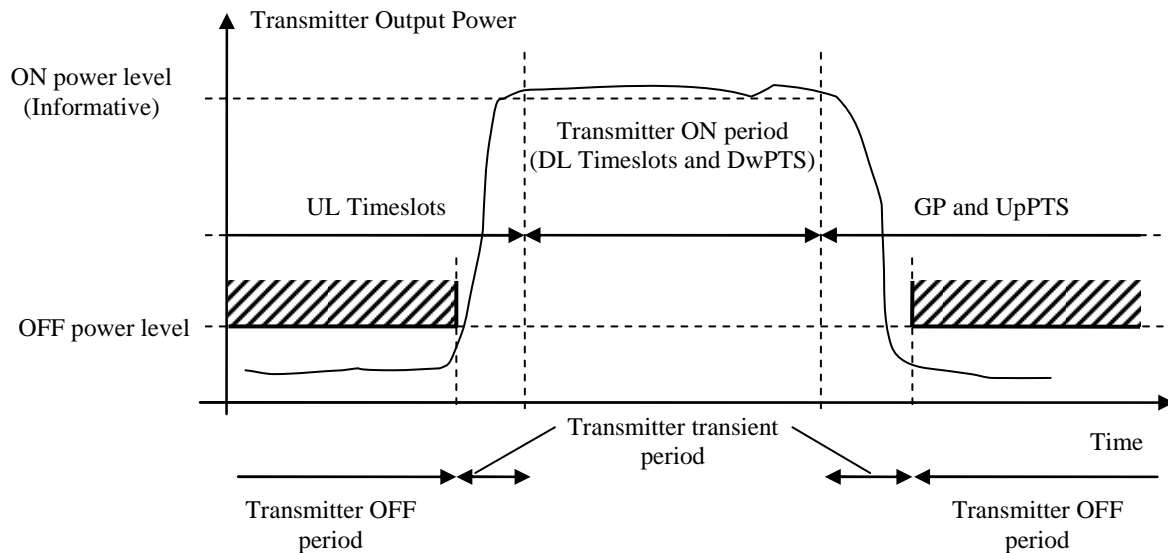 Transmitter Output Power
ON power level
(Informative)
Transmitter ON period
(DL Timeslots and DwPTS)
UL Timeslots
GP and UpPTS
OFF power level
Transmitter transient
period
Time
Transmitter OFF
period
Transmitter OFF
period